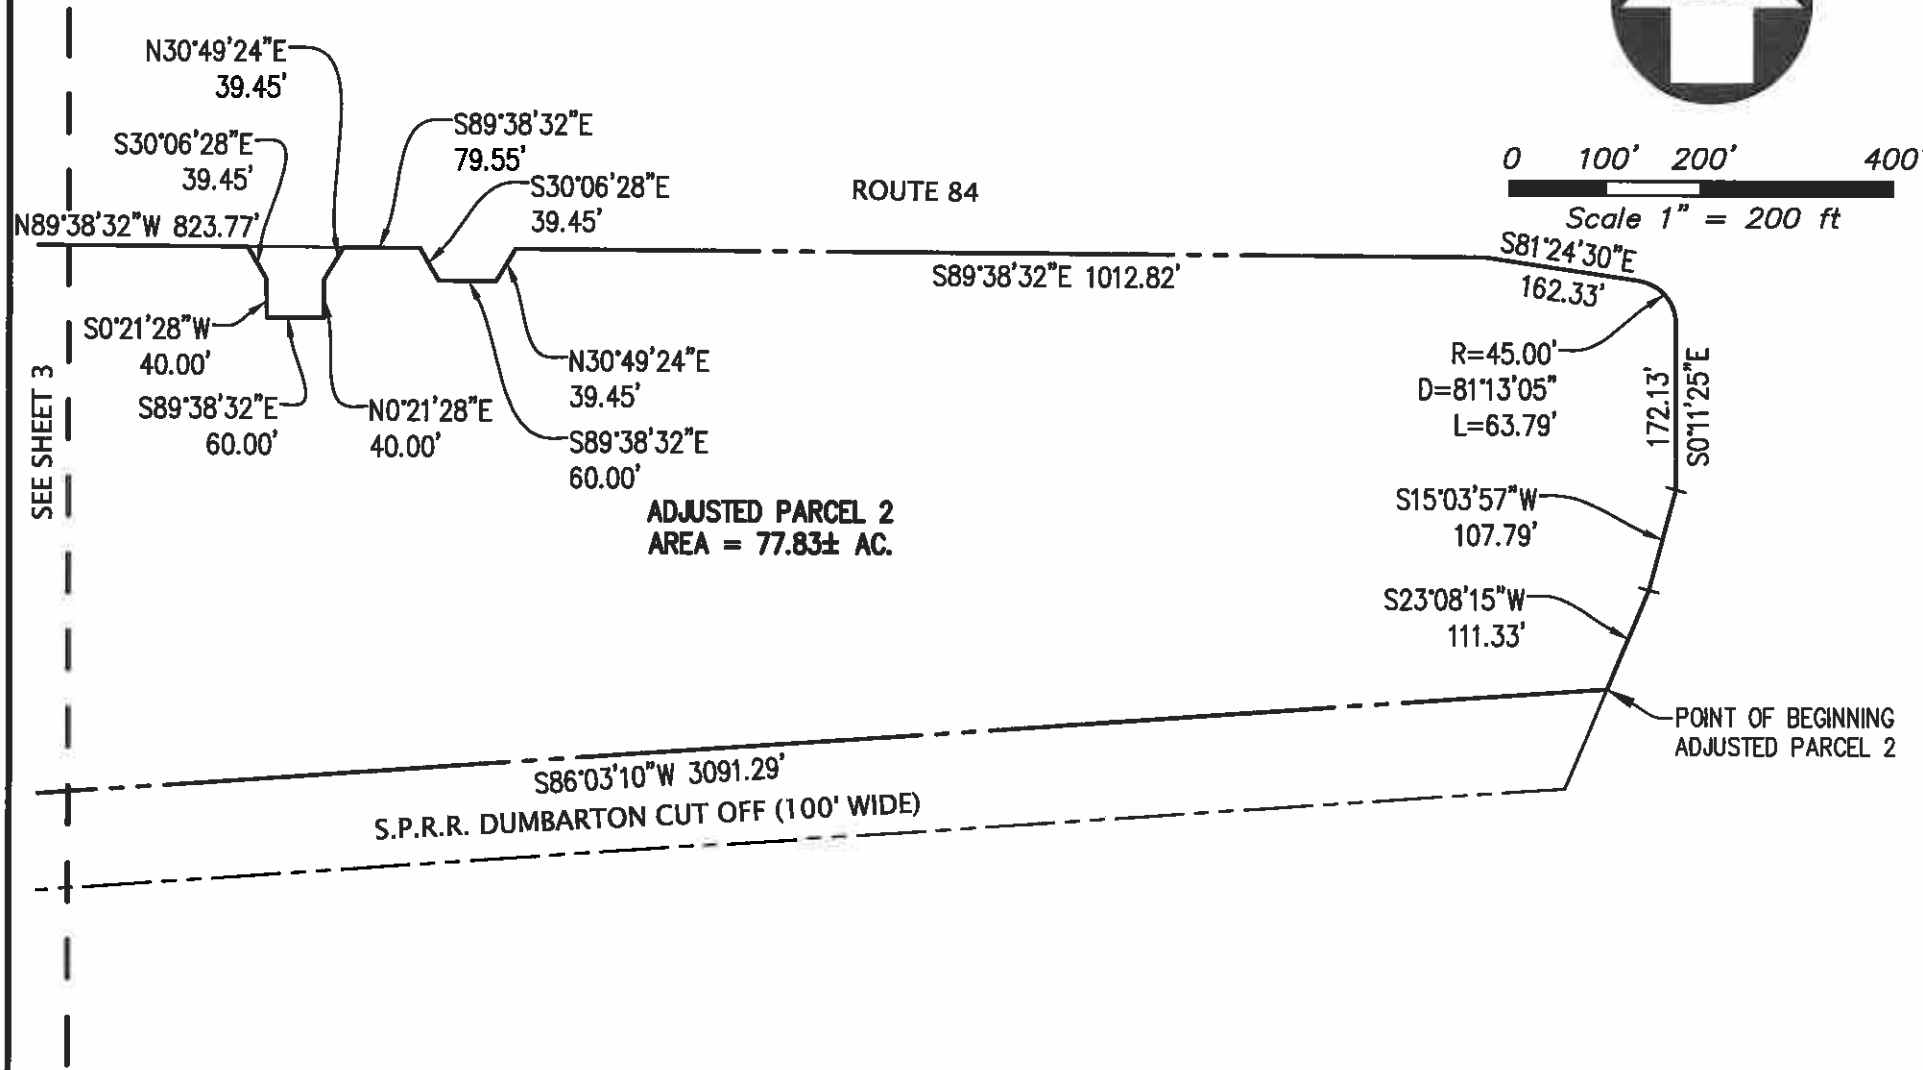 N30°49'24"E
39.45'
S30°06'28"E
39.45'
S89°38'32"E
79.55'
S30°06'28"E
39.45'
ROUTE 84
0 100' 200' 400'
Scale 1" = 200 ft
N89°38'32"W 823.77'
S81°24'30"E
162.33'
S89°38'32"E 1012.82'
S0°21'28"W
40.00'
S89°38'32"E
60.00'
N0°21'28"E
40.00'
N30°49'24"E
39.45'
S89°38'32"E
60.00'
R=45.00'
D=81°13'05"
L=63.79'
172.13'
S0°11'25"E
SEE SHEET 3
ADJUSTED PARCEL 2
AREA = 77.83± AC.
S15°03'57"W
107.79'
S23°08'15"W
111.33'
POINT OF BEGINNING
ADJUSTED PARCEL 2
S86°03'10"W 3091.29'
S.P.R.R. DUMBARTON CUT OFF (100' WIDE)